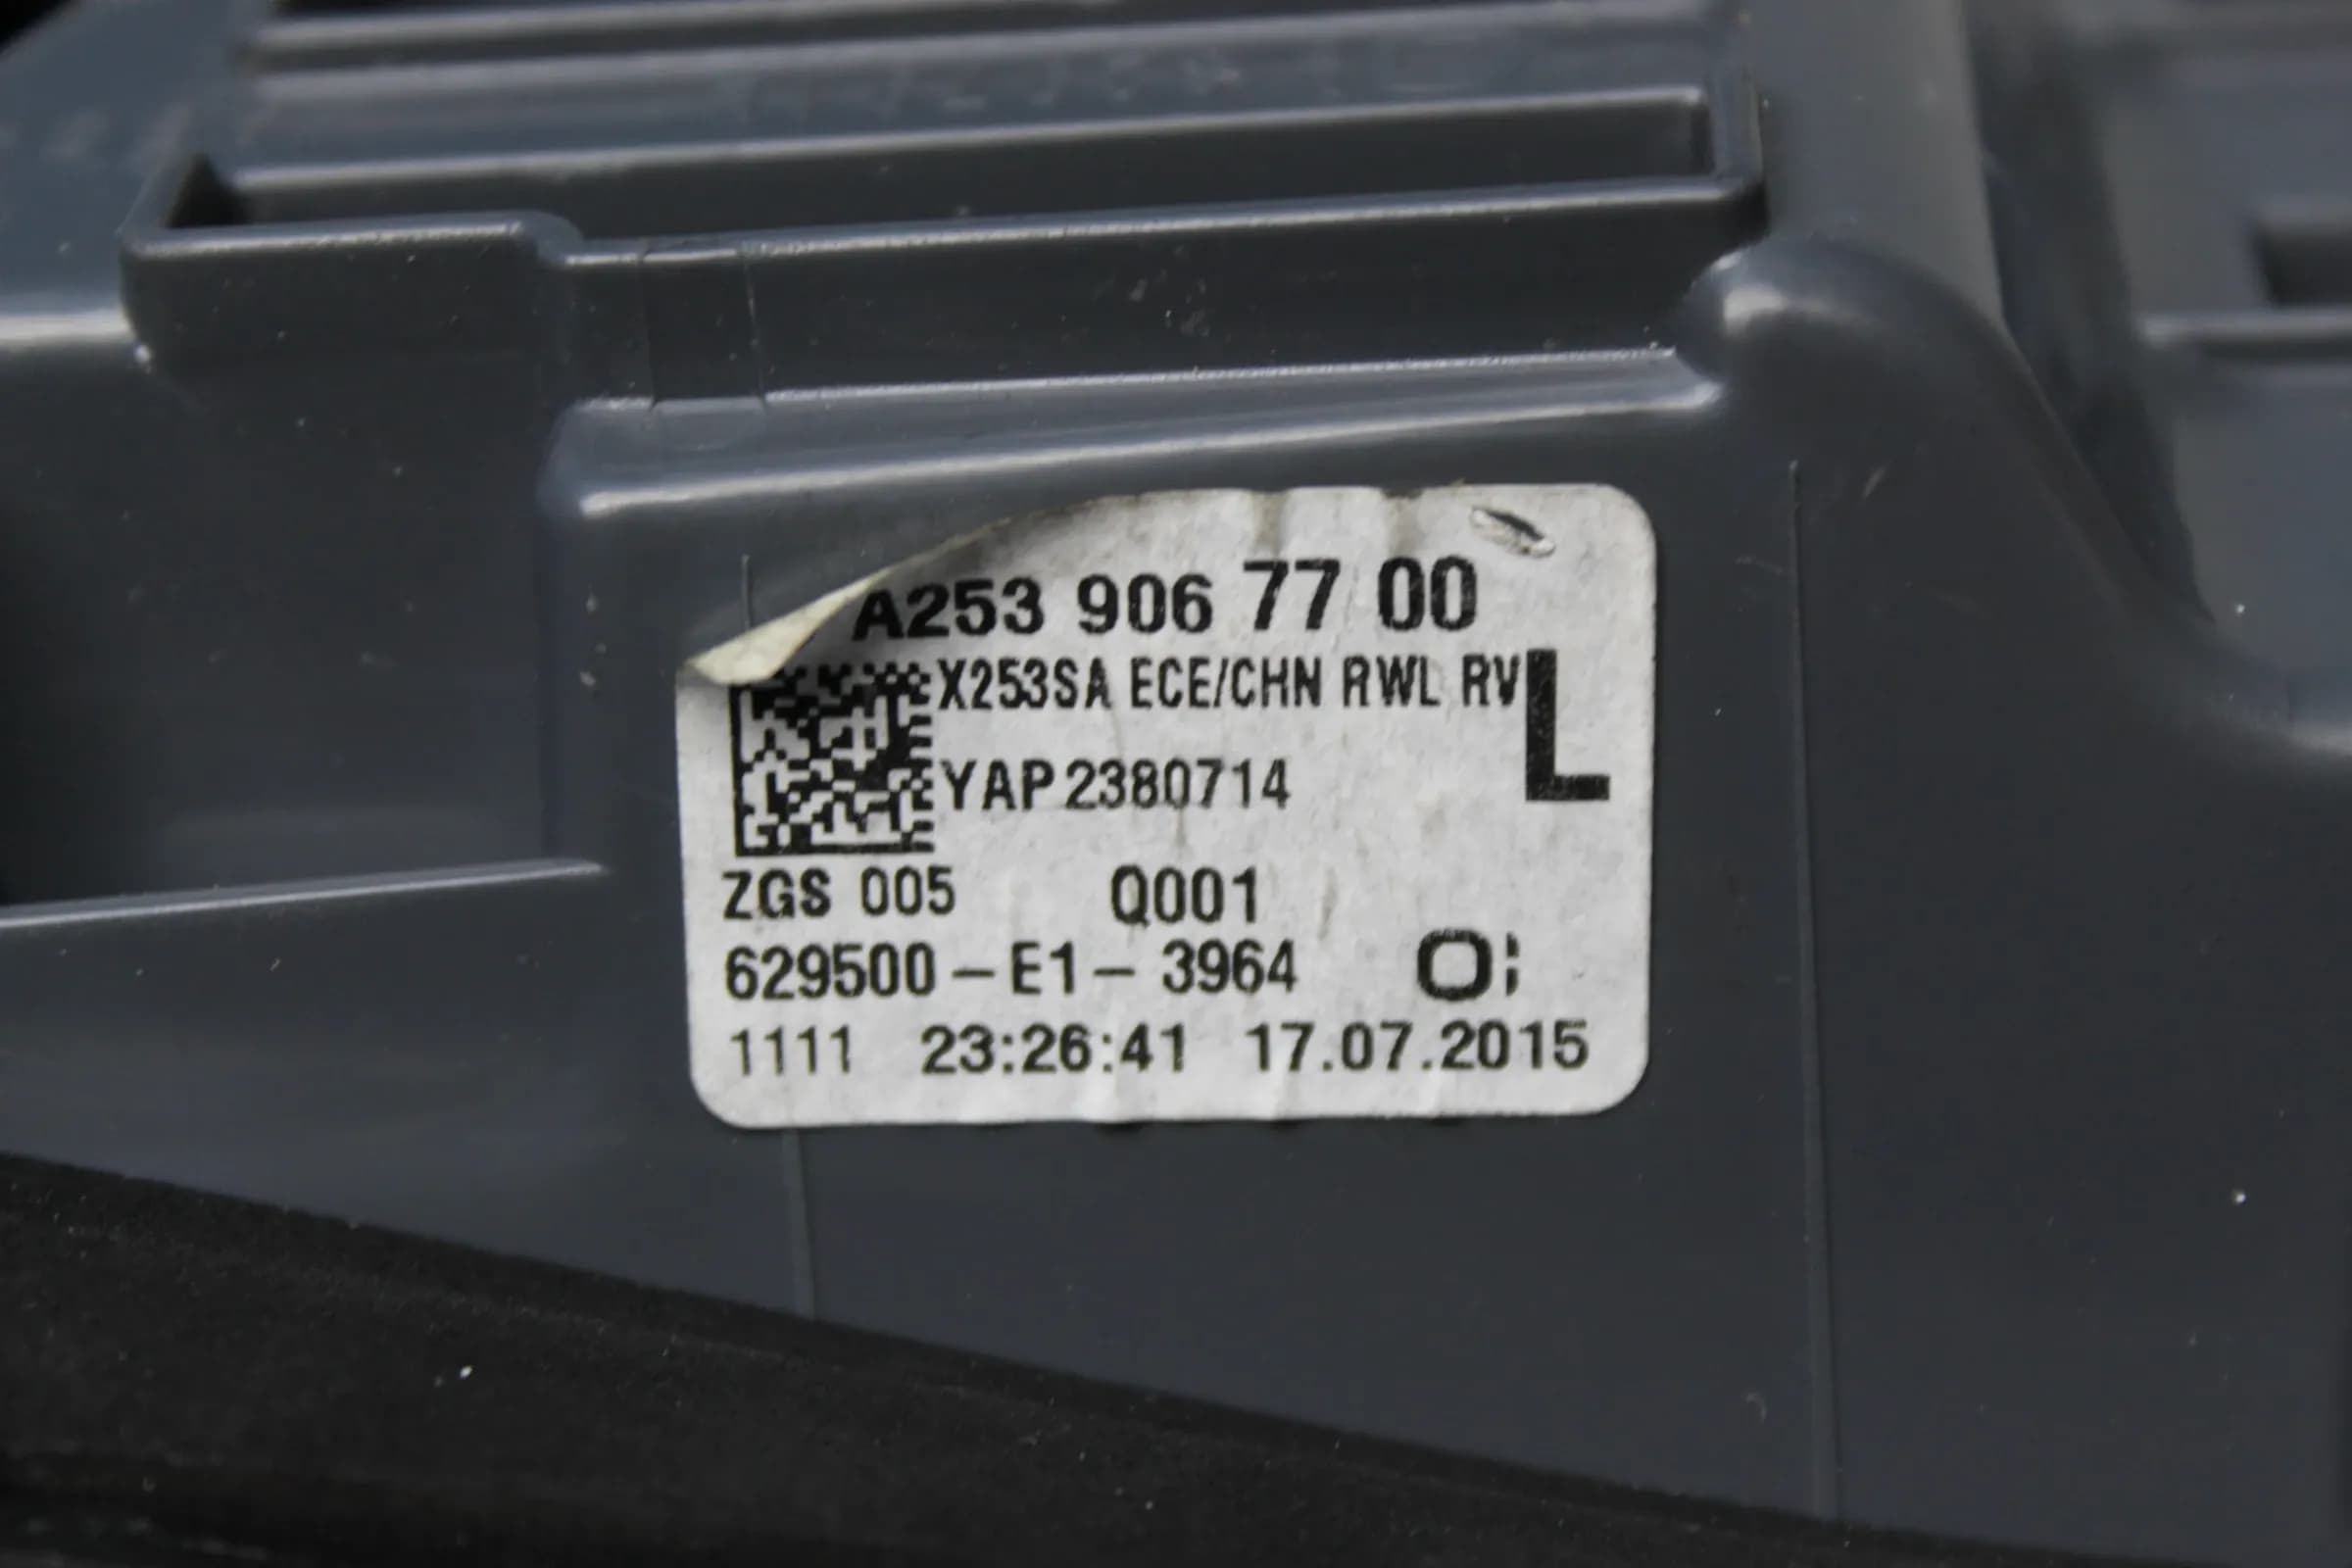 A253 906 77 00
X253SA ECE/CHN RWL RV L
YAP2380714
ZGS 005 Q001
629500-E1-3964 O
1111 23:26:41 17.07.2015